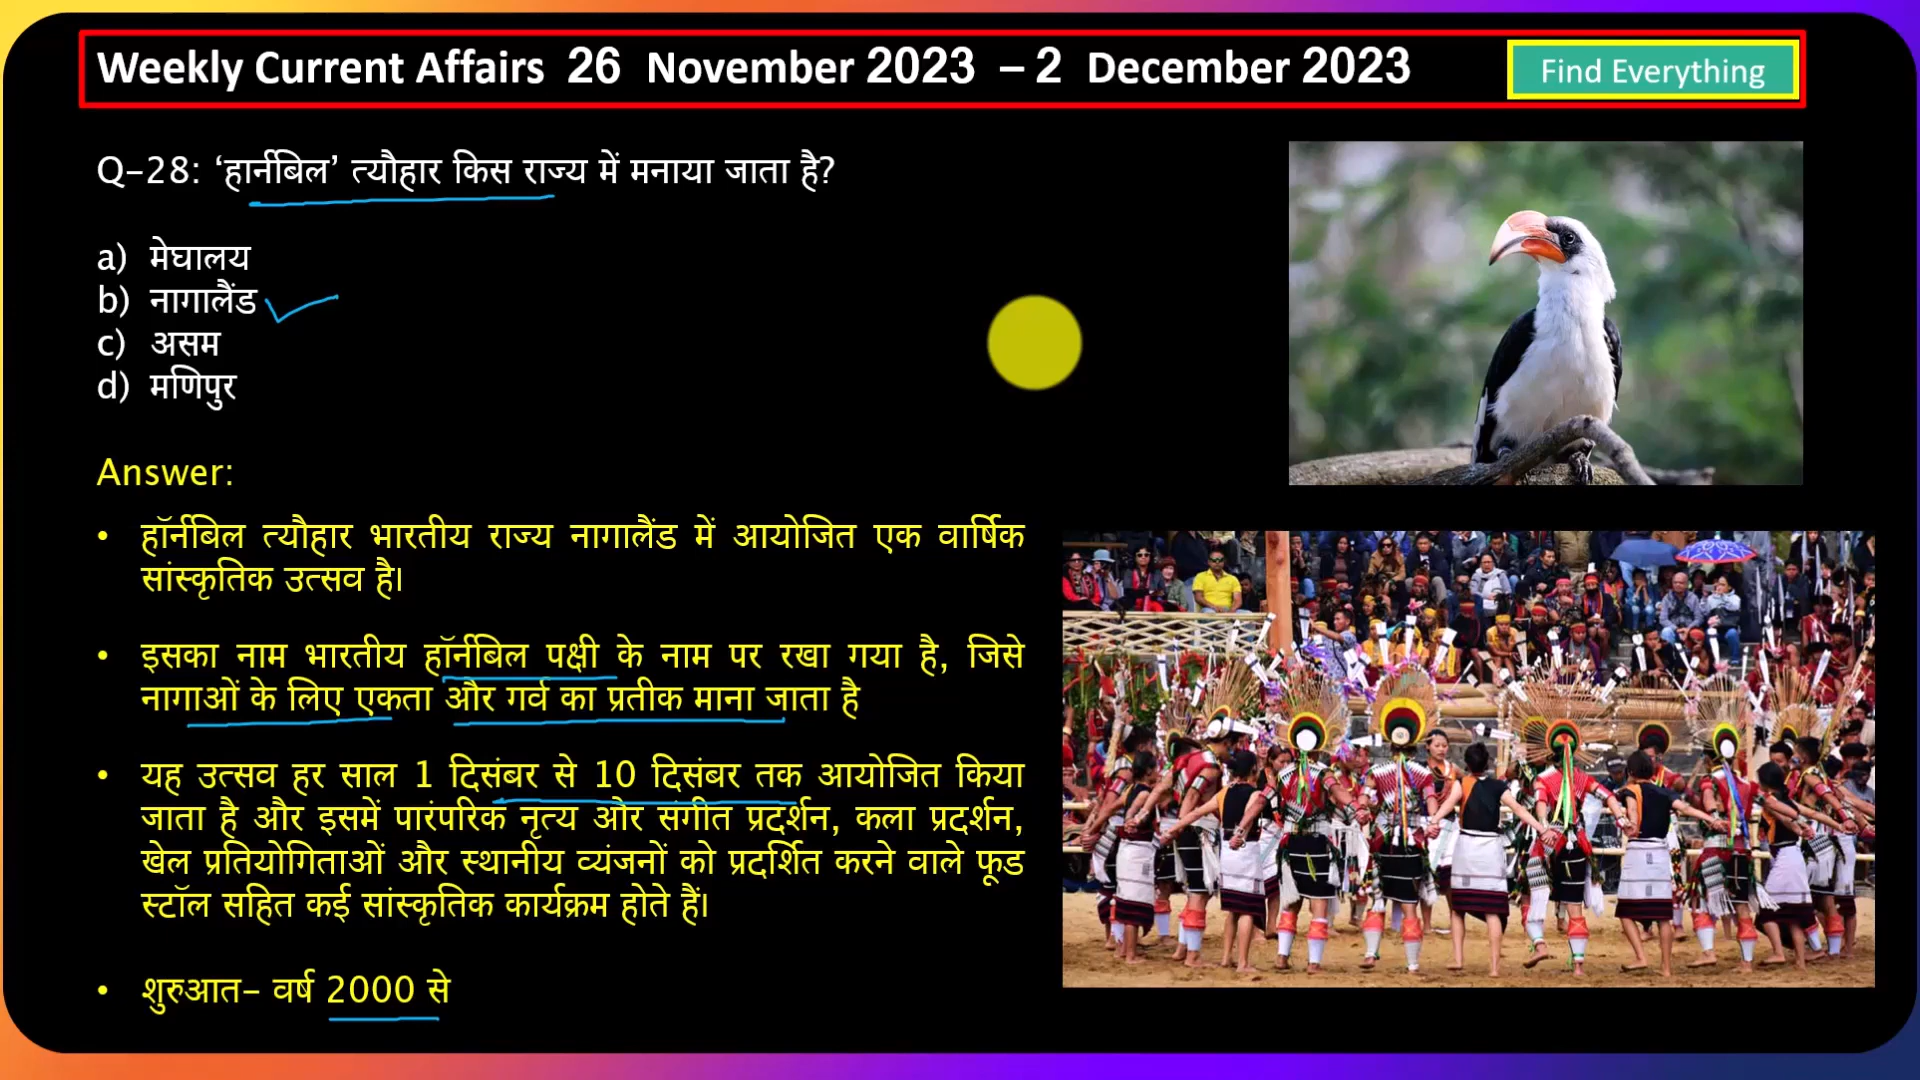 Weekly Current Affairs 26 November 2023 – 2 December 2023
Find Everything
Q-28: ‘हार्नबिल’ त्यौहार किस राज्य में मनाया जाता है?
a) मेघालय
b) नागालैंड
c) असम
d) मणिपुर
Answer:
• हॉर्नबिल त्यौहार भारतीय राज्य नागालैंड में आयोजित एक वार्षिक
सांस्कृतिक उत्सव है।
• इसका नाम भारतीय हॉर्नबिल पक्षी के नाम पर रखा गया है, जिसे
नागाओं के लिए एकता और गर्व का प्रतीक माना जाता है
• यह उत्सव हर साल 1 दिसंबर से 10 दिसंबर तक आयोजित किया
जाता है और इसमें पारंपरिक नृत्य और संगीत प्रदर्शन, कला प्रदर्शन,
खेल प्रतियोगिताओं और स्थानीय व्यंजनों को प्रदर्शित करने वाले फूड
स्टॉल सहित कई सांस्कृतिक कार्यक्रम होते हैं।
• शुरुआत- वर्ष 2000 से